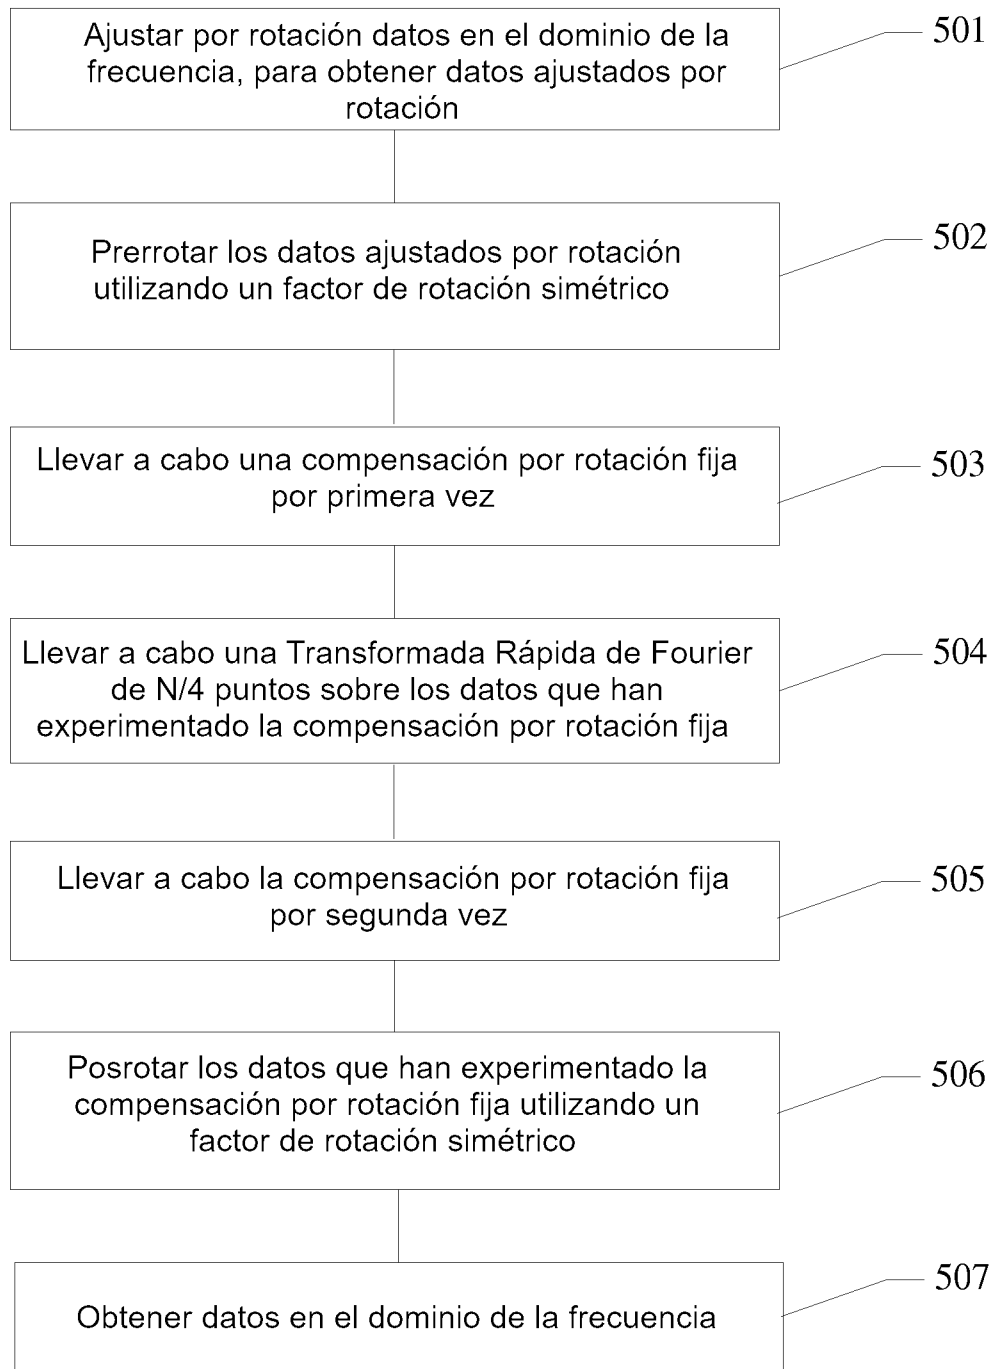 Ajustar por rotación datos en el dominio de la
frecuencia, para obtener datos ajustados por
rotación
501
Prerrotar los datos ajustados por rotación
utilizando un factor de rotación simétrico
502
Llevar a cabo una compensación por rotación fija
por primera vez
503
Llevar a cabo una Transformada Rápida de Fourier
de N/4 puntos sobre los datos que han
experimentado la compensación por rotación fija
504
Llevar a cabo la compensación por rotación fija
por segunda vez
505
Posrotar los datos que han experimentado la
compensación por rotación fija utilizando un
factor de rotación simétrico
506
Obtener datos en el dominio de la frecuencia
507